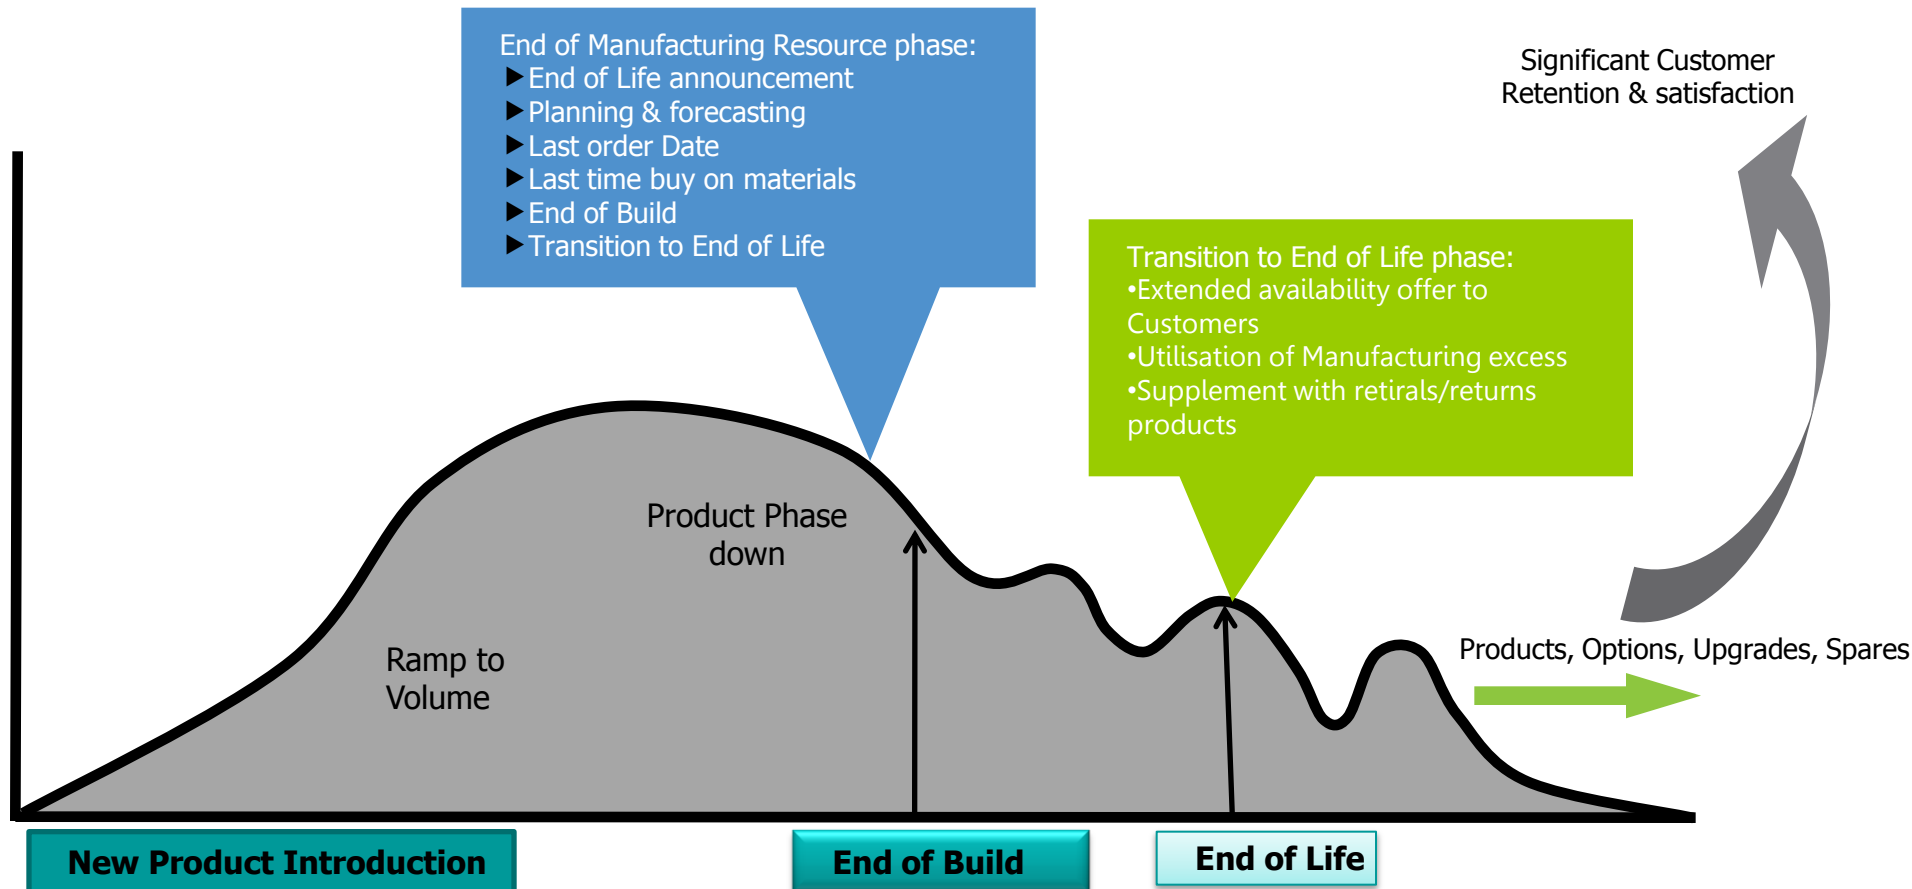 End of Manufacturing Resource phase:
▶End of Life announcement
▶Planning & forecasting
▶Last order Date
▶Last time buy on materials
▶End of Build
▶Transition to End of Life
Significant Customer
Retention & satisfaction
Transition to End of Life phase:
•Extended availability offer to
Customers
•Utilisation of Manufacturing excess
•Supplement with retirals/returns
products
Product Phase
down
Ramp to
Volume
Products, Options, Upgrades, Spares
New Product Introduction
End of Build
End of Life